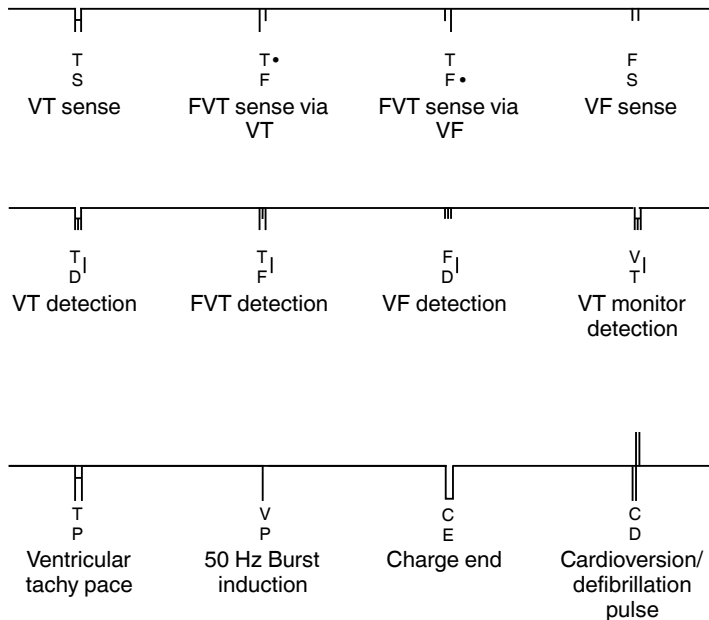 T T • T F
S F F • S
VT sense FVT sense via FVT sense via VF sense
VT VF
T T F V
D | F | D | T |
VT detection FVT detection VF detection VT monitor
detection
T V C C
P P E D
Ventricular 50 Hz Burst Charge end Cardioversion/
tachy pace induction defibrillation
pulse